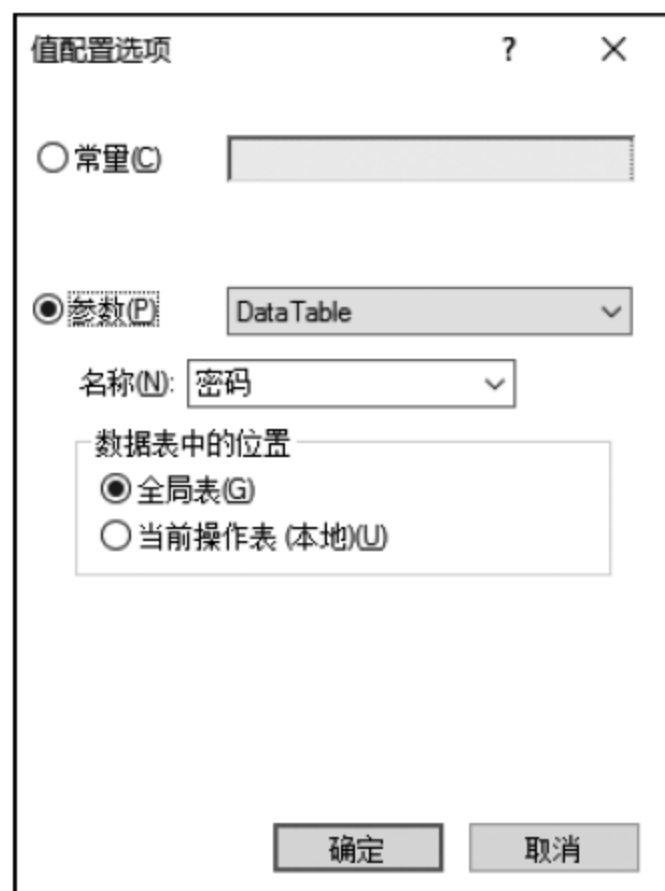 值配置选项 ?
常量(C)
参数(P) DataTable
名称(N): 密码
数据表中的位置
全局表(G)
当前操作表 (本地)(U)
确定 取消